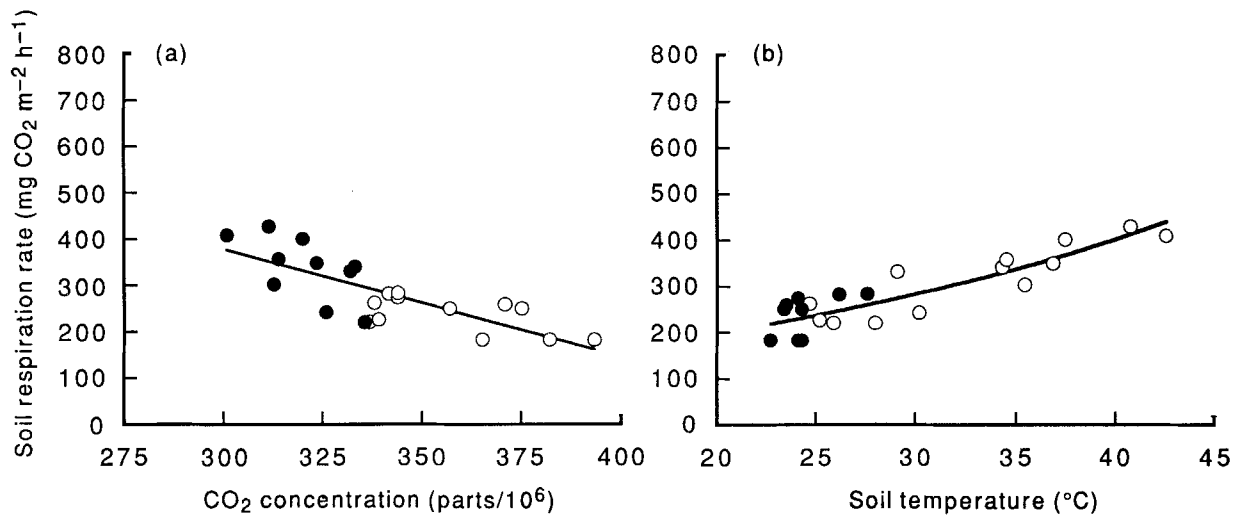 Soil respiration rate (mg CO₂ m⁻² h⁻¹)
(a)
800
700
600
500
400
300
200
100
0
275 300 325 350 375 400
CO₂ concentration (parts/10⁶)
(b)
800
700
600
500
400
300
200
100
0
20 25 30 35 40 45
Soil temperature (°C)